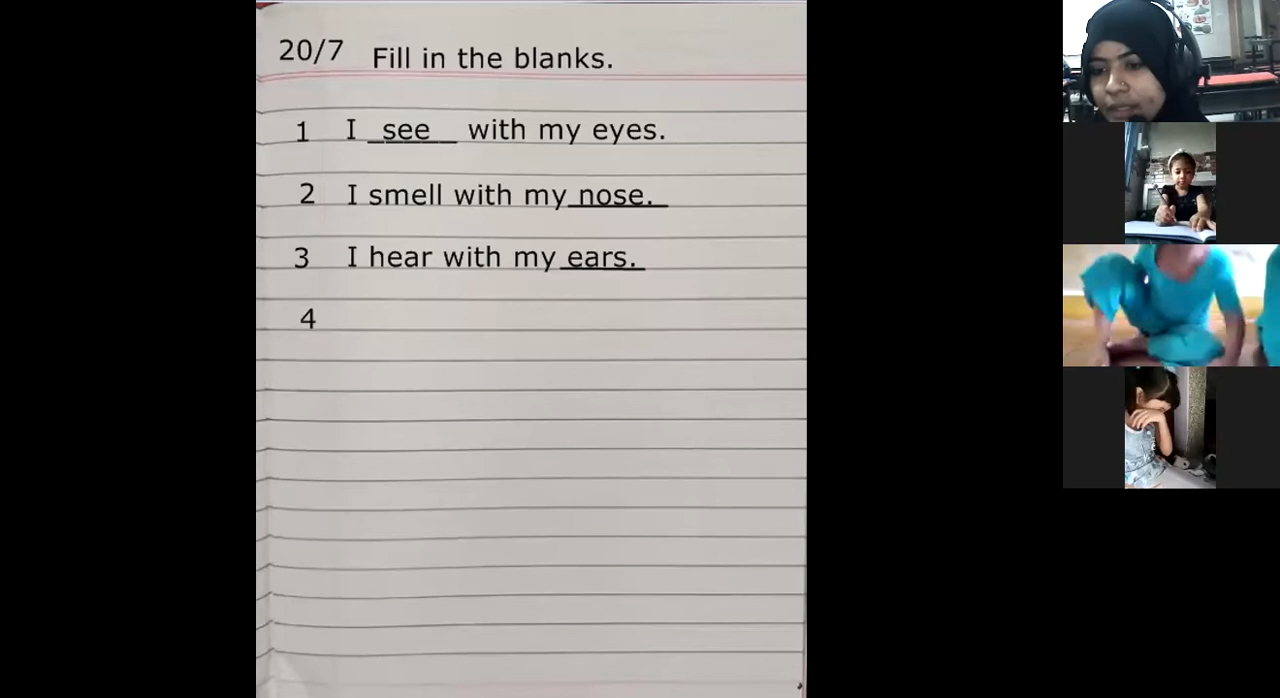 20/7 Fill in the blanks.
1 I see with my eyes.
2 I smell with my nose.
3 I hear with my ears.
4